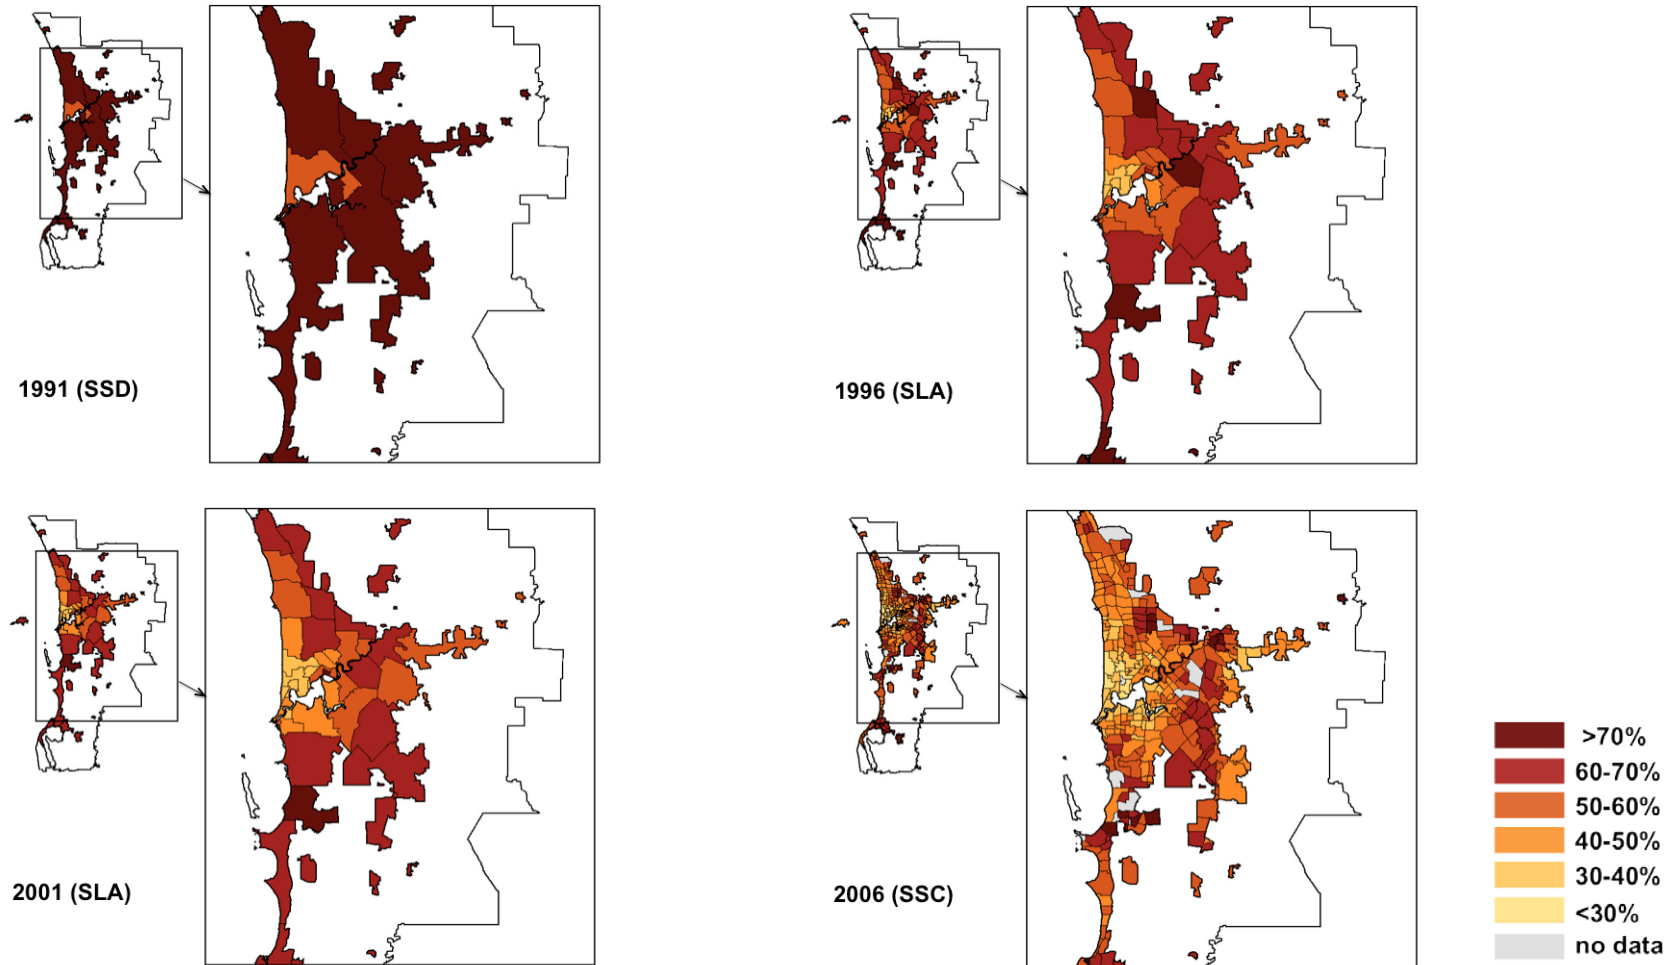 1991 (SSD)
1996 (SLA)
2001 (SLA)
2006 (SSC)
>70%
60-70%
50-60%
40-50%
30-40%
<30%
no data